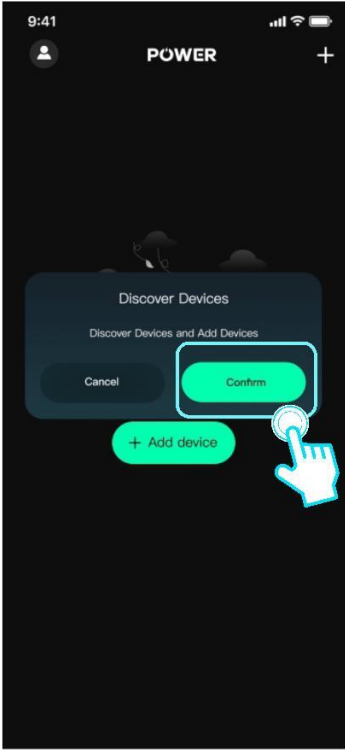 9:41
POWER
Discover Devices
Discover Devices and Add Devices
Cancel
Confirm
+ Add device